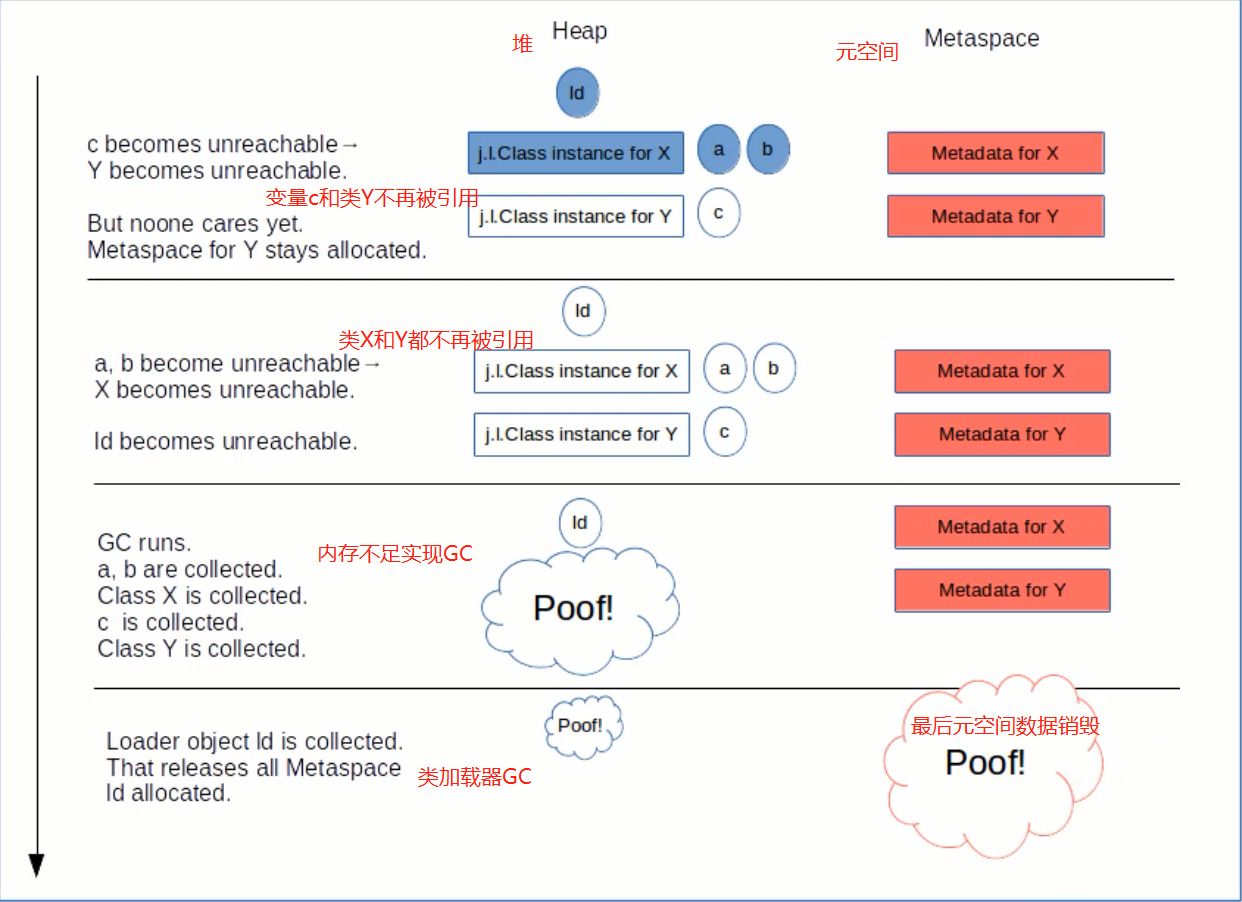 堆 Heap
元空间 Metaspace
ld
c becomes unreachable→
Y becomes unreachable.
j.l.Class instance for X
a
b
Metadata for X
变量c和类Y不再被引用
But noone cares yet.
Metaspace for Y stays allocated.
j.l.Class instance for Y
c
Metadata for Y
ld
类X和Y都不再被引用
a, b become unreachable→
X becomes unreachable.
j.l.Class instance for X
a
b
Metadata for X
ld becomes unreachable.
j.l.Class instance for Y
c
Metadata for Y
ld
Metadata for X
GC runs.
a, b are collected.
Class X is collected.
c is collected.
Class Y is collected.
内存不足实现GC
Poof!
Metadata for Y
Poof!
最后元空间数据销毁
Poof!
Loader object ld is collected.
That releases all Metaspace
ld allocated.
类加载器GC